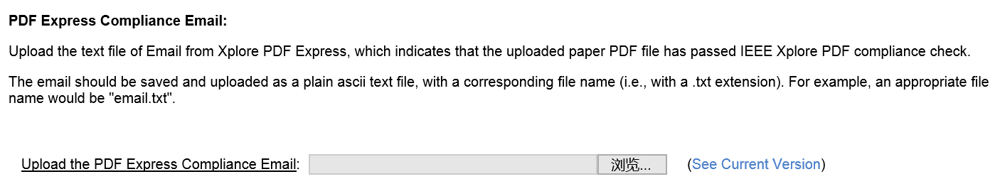 PDF Express Compliance Email:
Upload the text file of Email from Xplore PDF Express, which indicates that the uploaded paper PDF file has passed IEEE Xplore PDF compliance check.
The email should be saved and uploaded as a plain ascii text file, with a corresponding file name (i.e., with a .txt extension). For example, an appropriate file
name would be "email.txt".
Upload the PDF Express Compliance Email: 浏览... (See Current Version)